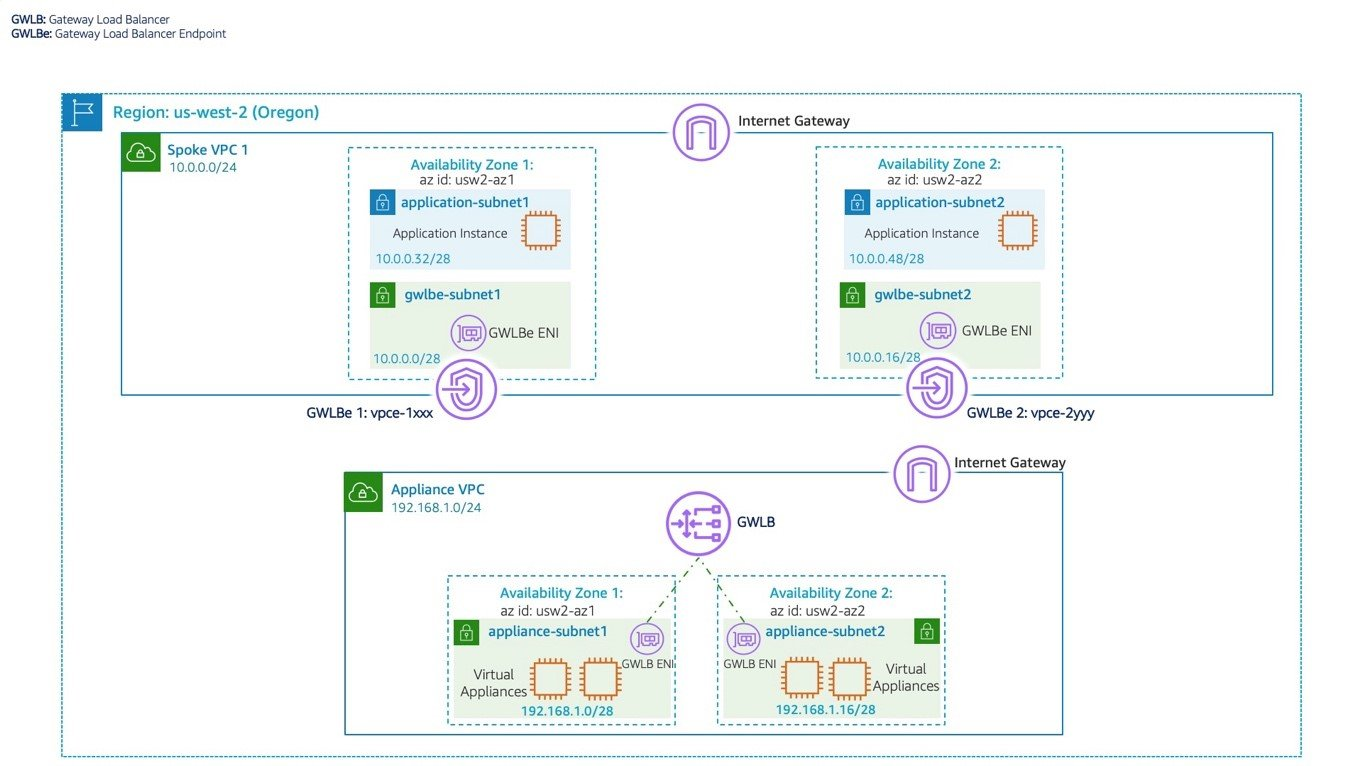 GWLB: Gateway Load Balancer
GWLBe: Gateway Load Balancer Endpoint
Region: us-west-2 (Oregon)
Internet Gateway
Spoke VPC 1
10.0.0.0/24
Availability Zone 1:
az id: usw2-az1
application-subnet1
Application Instance
10.0.0.32/28
gwlbe-subnet1
GWLBe ENI
10.0.0.0/28
GWLBe 1: vpce-1xxx
Availability Zone 2:
az id: usw2-az2
application-subnet2
Application Instance
10.0.0.48/28
gwlbe-subnet2
GWLBe ENI
10.0.0.16/28
GWLBe 2: vpce-2yyy
Internet Gateway
Appliance VPC
192.168.1.0/24
GWLB
Availability Zone 1:
az id: usw2-az1
appliance-subnet1
GWLB ENI
Virtual
Appliances
192.168.1.0/28
Availability Zone 2:
az id: usw2-az2
appliance-subnet2
GWLB ENI
Virtual
Appliances
192.168.1.16/28